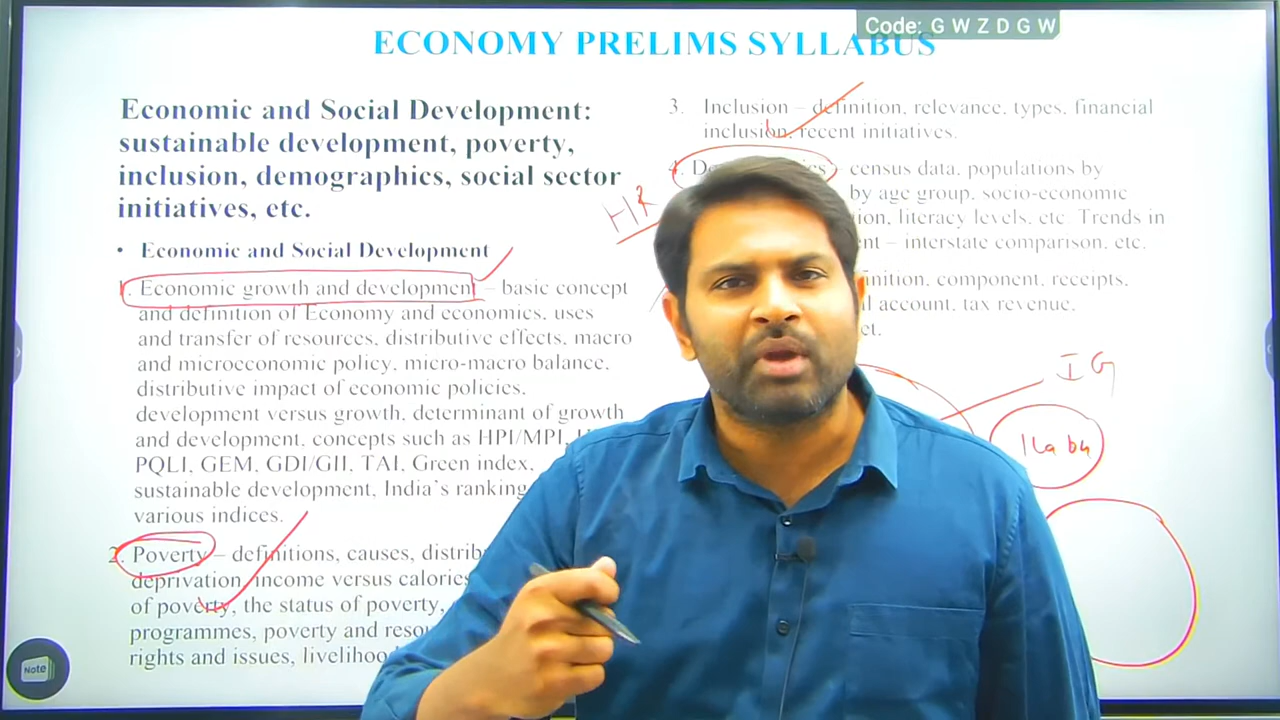 Code: G W Z D G W
ECONOMY PRELIMS SYLLABUS
Economic and Social Development:
sustainable development, poverty,
inclusion, demographics, social sector
initiatives, etc.
• Economic and Social Development
1. Economic growth and development – basic concept
and definition of Economy and economics, uses
and transfer of resources, distributive effects, macro
and microeconomic policy, micro-macro balance,
distributive impact of economic policies,
development versus growth, determinant of growth
and development, concepts such as HPI/MPI,
PQLI, GEM, GDI/GII, TAI, Green index,
sustainable development, India's ranking
various indices.
2. Poverty – definitions, causes,
deprivation, income versus calories
of poverty, the status of poverty,
programmes, poverty and
rights and issues,
3. Inclusion – definition, relevance, types, financial
inclusion, recent initiatives.
4. – census data, populations by
by age group, socio-economic
literacy levels, etc. Trends in
– interstate comparison, etc.
component, receipts,
account, tax revenue,
HR
IG
Note